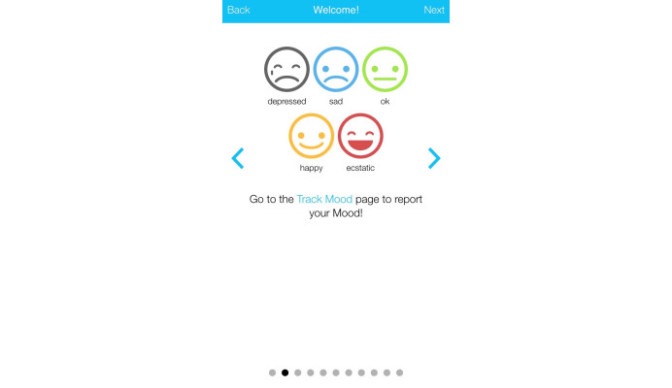 Back Welcome! Next
depressed sad ok
happy ecstatic
Go to the Track Mood page to report
your Mood!